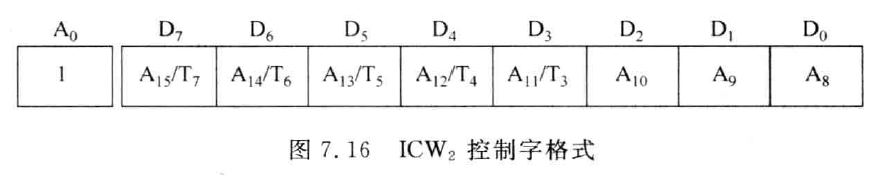 A₀ D₇ D₆ D₅ D₄ D₃ D₂ D₁ D₀
1 A₁₅/T₇ A₁₄/T₆ A₁₃/T₅ A₁₂/T₄ A₁₁/T₃ A₁₀ A₉ A₈
图 7.16 ICW₂ 控制字格式